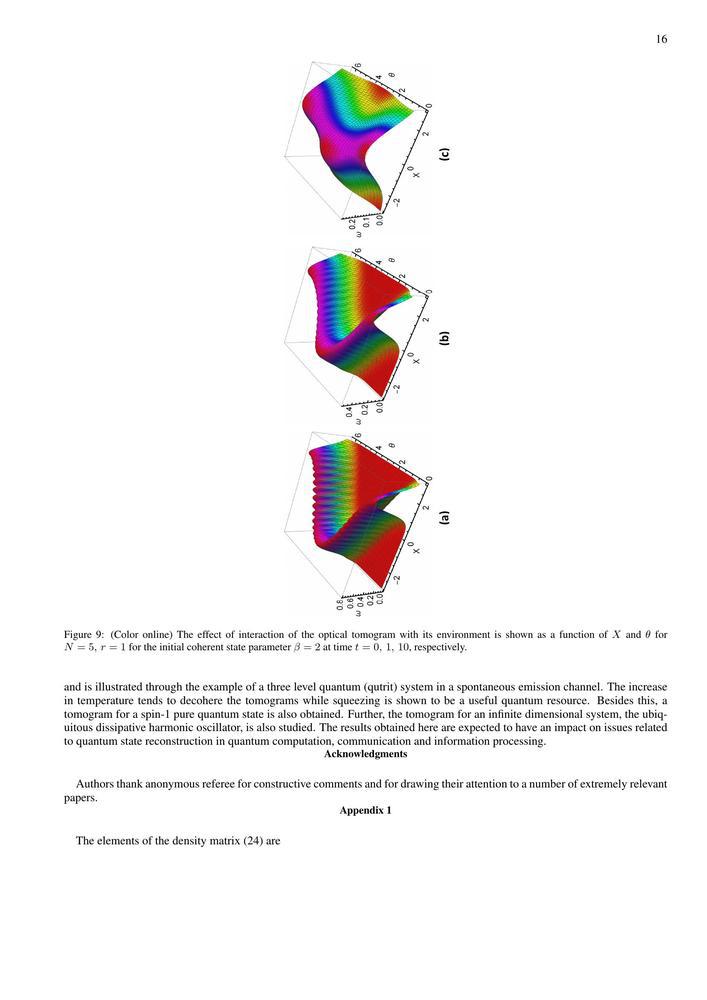 16
6
4
θ
2
0
2
0
X
−2
0.2
0.1
0.0
ω
(c)
6
4
θ
2
0
2
0
X
−2
0.4
0.2
0.0
ω
(b)
6
4
θ
2
0
2
0
X
−2
0.8
0.6
0.4
0.2
0.0
ω
(a)
Figure 9: (Color online) The effect of interaction of the optical tomogram with its environment is shown as a function of X and θ for
N = 5, r = 1 for the initial coherent state parameter β = 2 at time t = 0, 1, 10, respectively.
and is illustrated through the example of a three level quantum (qutrit) system in a spontaneous emission channel. The increase
in temperature tends to decohere the tomograms while squeezing is shown to be a useful quantum resource. Besides this, a
tomogram for a spin-1 pure quantum state is also obtained. Further, the tomogram for an infinite dimensional system, the ubiq-
uitous dissipative harmonic oscillator, is also studied. The results obtained here are expected to have an impact on issues related
to quantum state reconstruction in quantum computation, communication and information processing.
Acknowledgments
Authors thank anonymous referee for constructive comments and for drawing their attention to a number of extremely relevant
papers.
Appendix 1
The elements of the density matrix (24) are